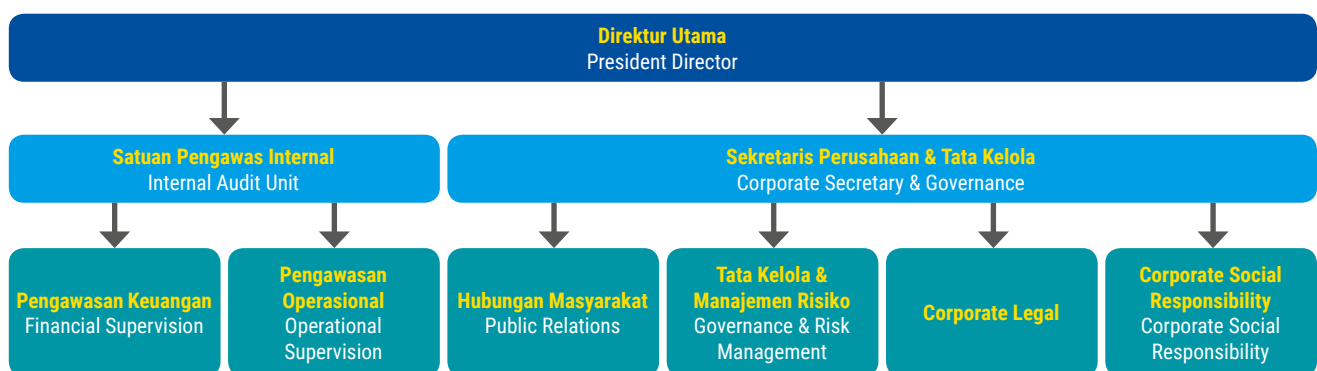 Direktur Utama
President Director
Satuan Pengawas Internal
Internal Audit Unit
Sekretaris Perusahaan & Tata Kelola
Corporate Secretary & Governance
Pengawasan Keuangan
Financial Supervision
Pengawasan
Operasional
Operational
Supervision
Hubungan Masyarakat
Public Relations
Tata Kelola &
Manajemen Risiko
Governance & Risk
Management
Corporate Legal
Corporate Social
Responsibility
Corporate Social
Responsibility